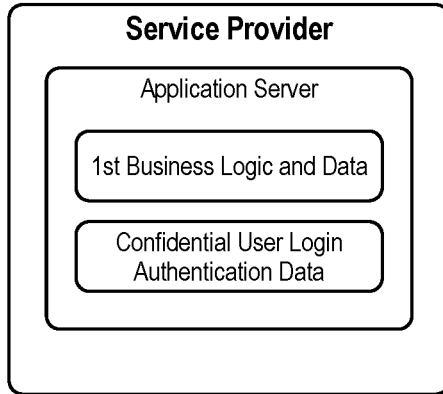 Service Provider
Application Server
1st Business Logic and Data
Confidential User Login
Authentication Data